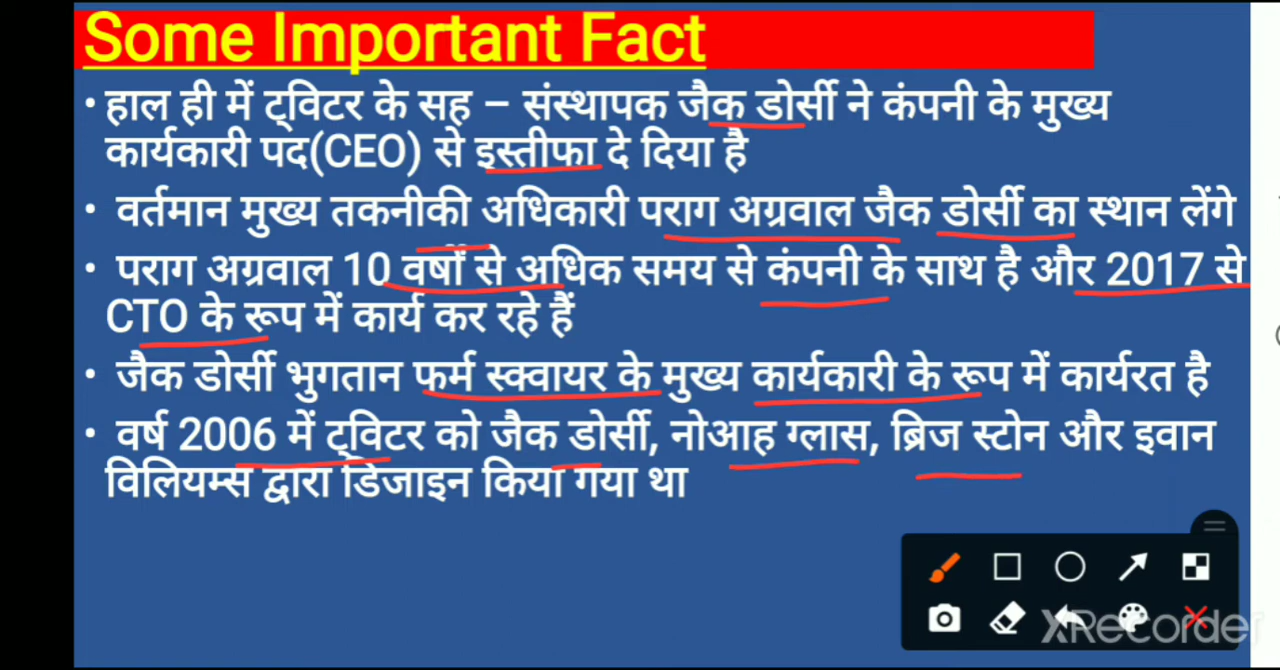 Some Important Fact
• हाल ही में ट्विटर के सह – संस्थापक जैक डोर्सी ने कंपनी के मुख्य
कार्यकारी पद(CEO) से इस्तीफा दे दिया है
• वर्तमान मुख्य तकनीकी अधिकारी पराग अग्रवाल जैक डोर्सी का स्थान लेंगे
• पराग अग्रवाल 10 वर्षों से अधिक समय से कंपनी के साथ है और 2017 से
CTO के रूप में कार्य कर रहे हैं
• जैक डोर्सी भुगतान फर्म स्क्वायर के मुख्य कार्यकारी के रूप में कार्यरत है
• वर्ष 2006 में ट्विटर को जैक डोर्सी, नोआह ग्लास, ब्रिज स्टोन और इवान
विलियम्स द्वारा डिजाइन किया गया था
XRecorder